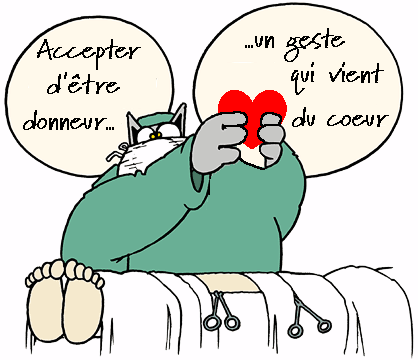 Accepter
d'être
donneur...
...un geste
qui vient
du coeur